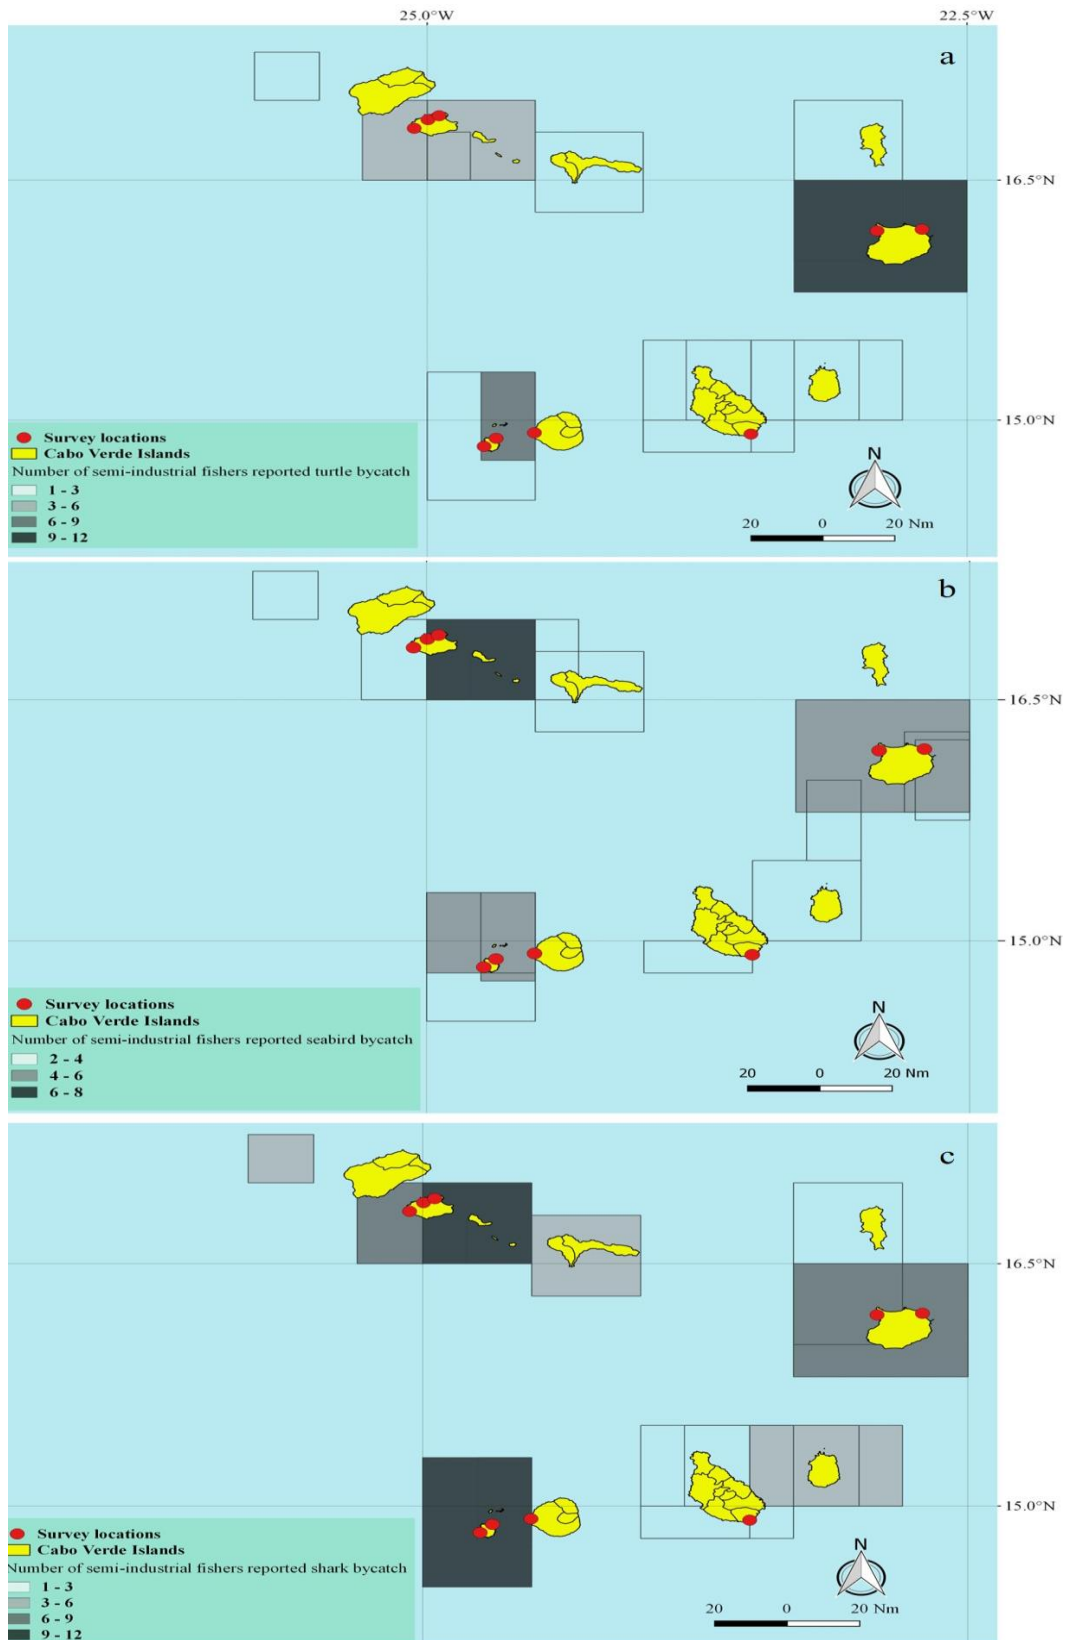 25.0°W 22.5°W
a
16.5°N
15.0°N
Survey locations
Cabo Verde Islands
Number of semi-industrial fishers reported turtle bycatch
1 - 3
3 - 6
6 - 9
9 - 12
N
20 0 20 Nm
b
16.5°N
15.0°N
Survey locations
Cabo Verde Islands
Number of semi-industrial fishers reported seabird bycatch
2 - 4
4 - 6
6 - 8
N
20 0 20 Nm
c
16.5°N
15.0°N
Survey locations
Cabo Verde Islands
Number of semi-industrial fishers reported shark bycatch
1 - 3
3 - 6
6 - 9
9 - 12
N
20 0 20 Nm